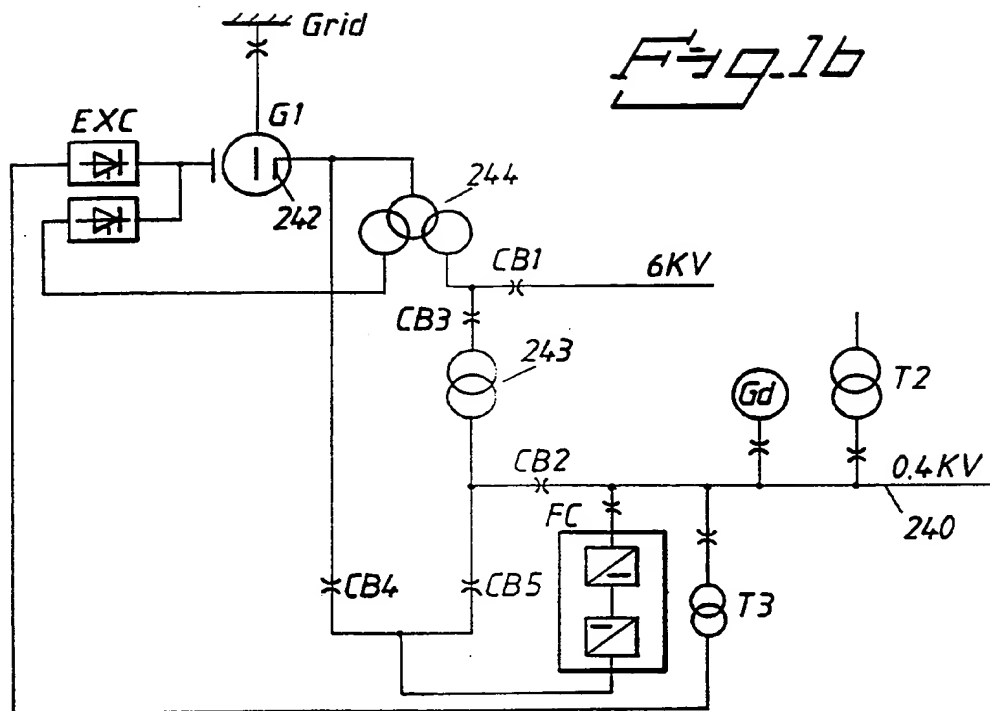 Grid
Fig. 1b
EXC
G1
242
244
CB1
6KV
CB3
243
Gd
T2
CB2
0.4KV
FC
240
CB4
CB5
T3